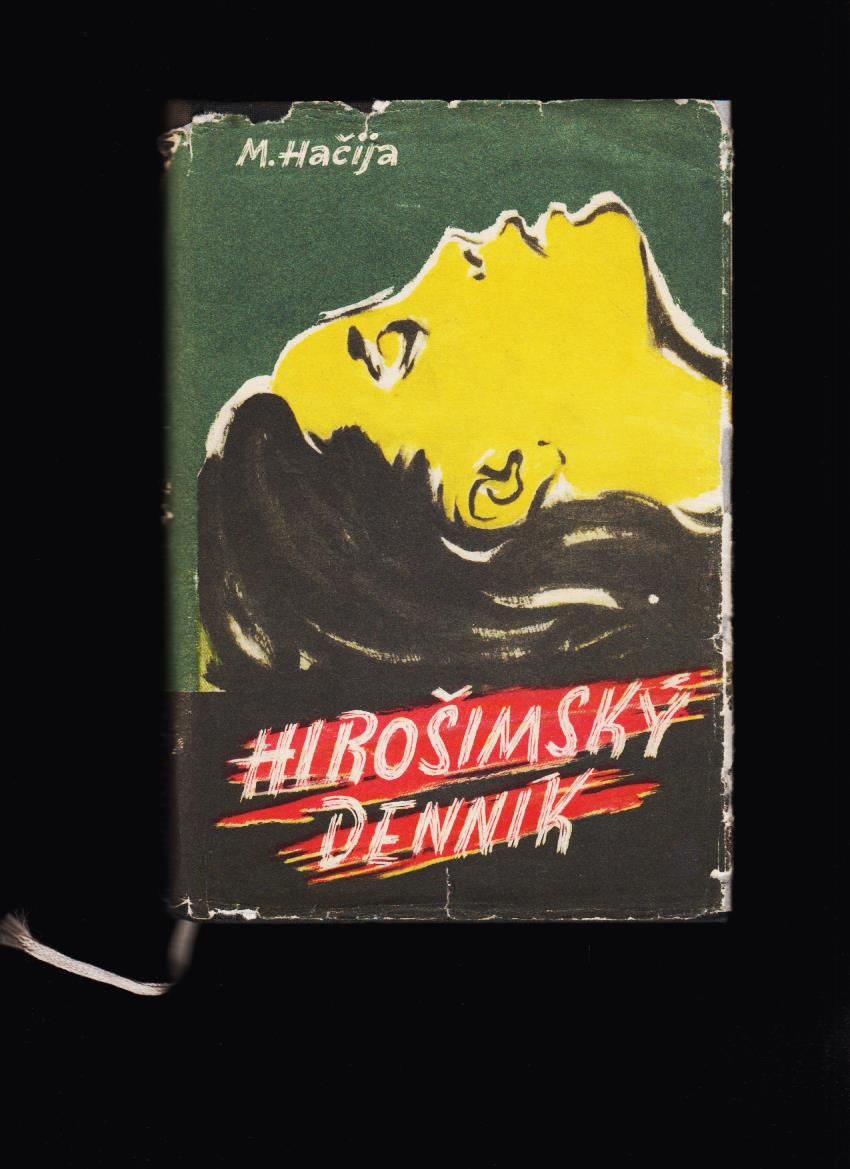 M. Hačija
HIROŠIMSKÝ
DENNÍK